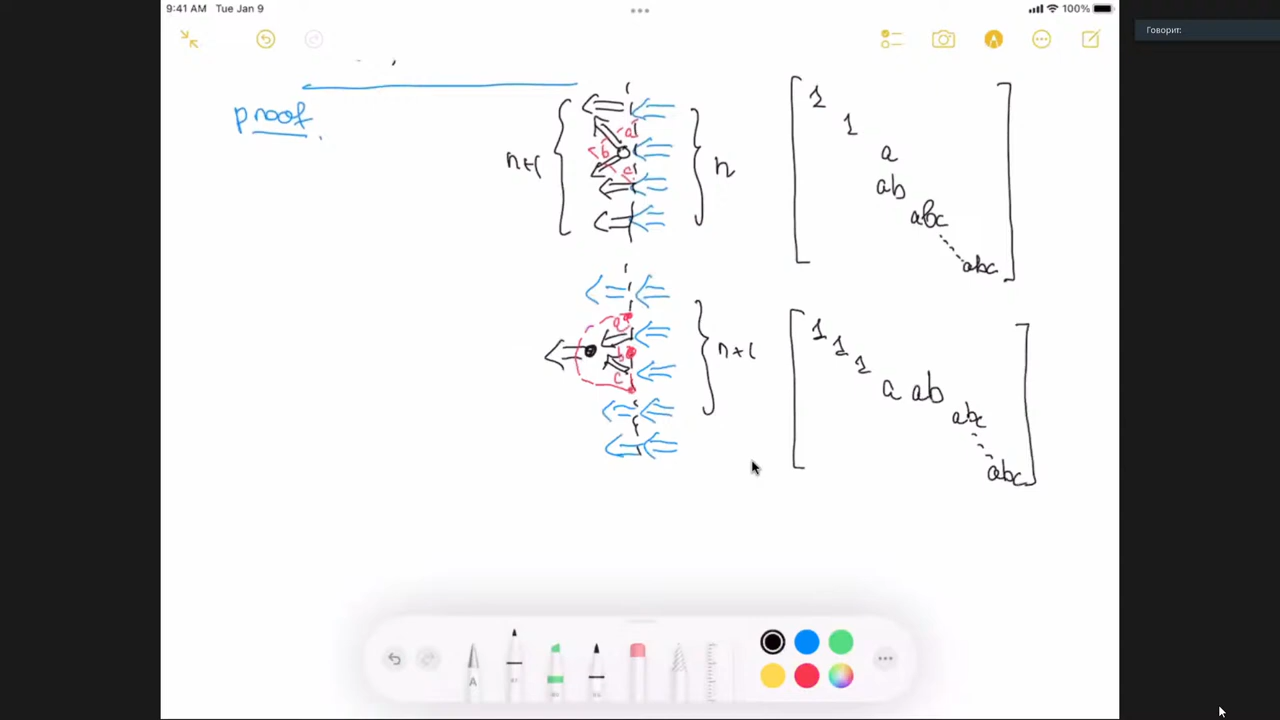 9:41 AM Tue Jan 9
100%
Говорит:
proof.
n+1
a
b
c
n
1
1
a
ab
abc
abc
a
b
c
n+1
1
1
1
a ab
abc
abc
A